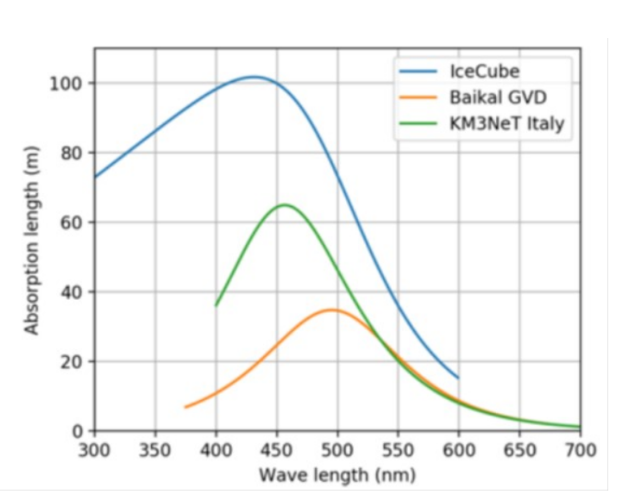 IceCube
Baikal GVD
KM3NeT Italy
Absorption length (m)
100
80
60
40
20
0
300 350 400 450 500 550 600 650 700
Wave length (nm)